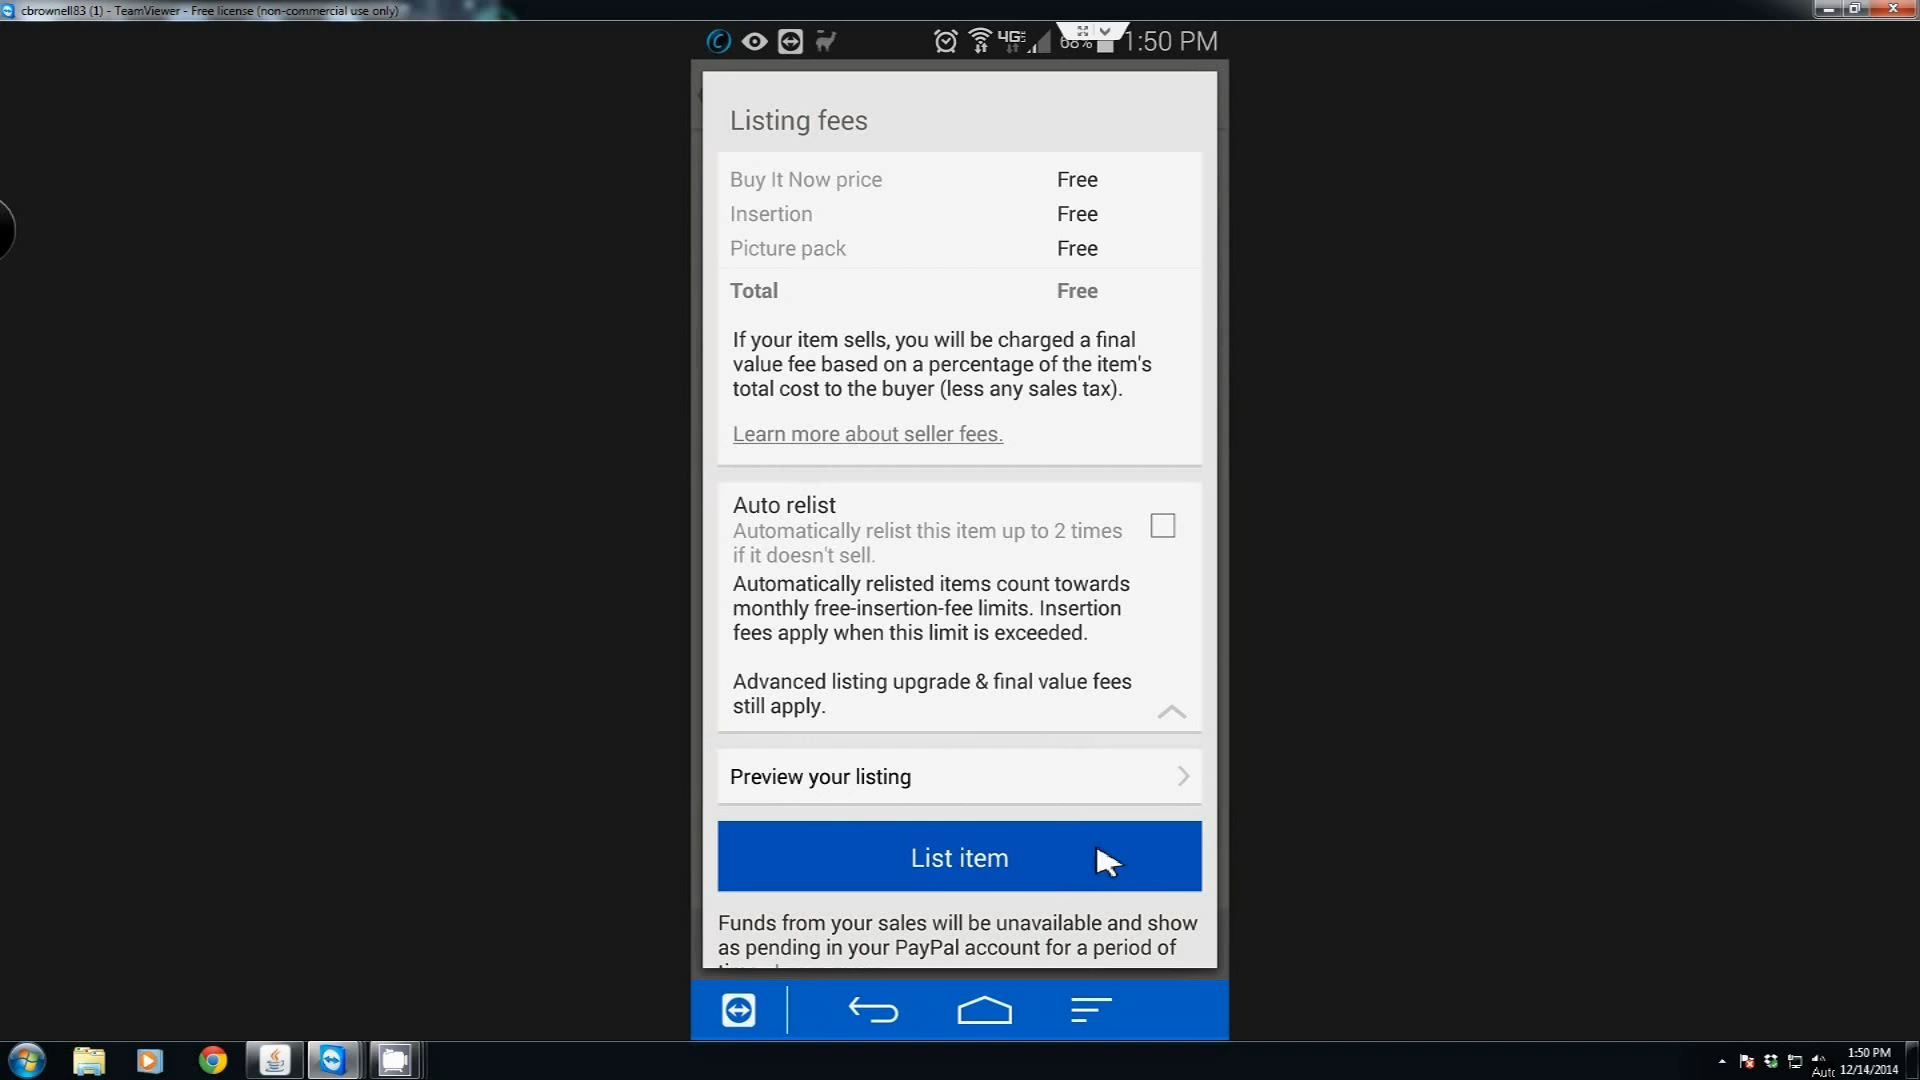 cbrownell83 (1) - TeamViewer - Free license (non-commercial use only)
4G 68% 1:50 PM
Listing fees
Buy It Now price Free
Insertion Free
Picture pack Free
Total Free
If your item sells, you will be charged a final
value fee based on a percentage of the item's
total cost to the buyer (less any sales tax).
Learn more about seller fees.
Auto relist
Automatically relist this item up to 2 times
if it doesn't sell.
Automatically relisted items count towards
monthly free-insertion-fee limits. Insertion
fees apply when this limit is exceeded.
Advanced listing upgrade & final value fees
still apply.
Preview your listing
List item
Funds from your sales will be unavailable and show
as pending in your PayPal account for a period of
1:50 PM
Auto 12/14/2014